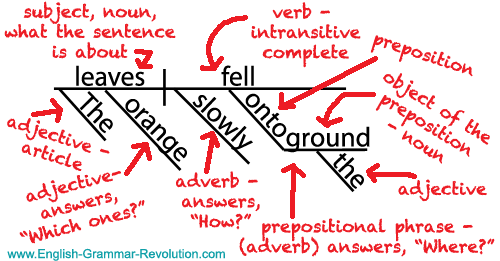 subject, noun,
what the sentence
is about
verb -
intransitive
complete
preposition
object of the
preposition
- noun
leaves fell
The orange slowly onto ground the
adjective -
article
adjective-
answers,
"Which ones?"
adverb -
answers,
"How?"
adjective
prepositional phrase -
(adverb) answers, "Where?"
www.English-Grammar-Revolution.com